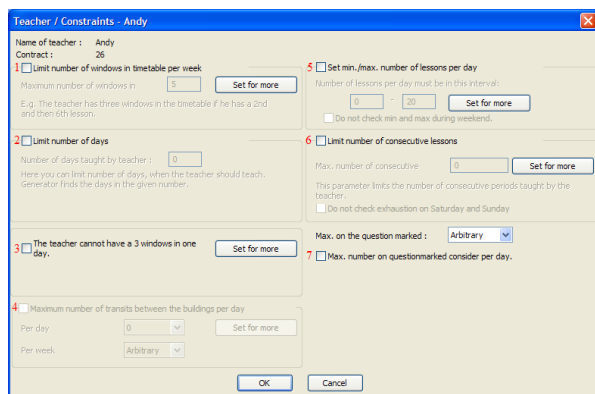 Teacher / Constraints - Andy
Name of teacher : Andy
Contract : 26
1 Limit number of windows in timetable per week
Maximum number of windows in 5 Set for more
E.g. The teacher has three windows in the timetable if he has a 2nd
and then 6th lesson.
2 Limit number of days
Number of days taught by teacher : 0
Here you can limit number of days, when the teacher should teach.
Generator finds the days in the given number.
3 The teacher cannot have a 3 windows in one
day.
Set for more
4 Maximum number of transits between the buildings per day
Per day 0 Set for more
Per week Arbitrary
5 Set min./max. number of lessons per day
Number of lessons per day must be in this interval:
0 - 20 Set for more
Do not check min and max during weekend.
6 Limit number of consecutive lessons
Max. number of consecutive 0 Set for more
This parameter limits the number of consecutive periods taught by the
teacher.
Do not check exhaustion on Saturday and Sunday
Max. on the question marked : Arbitrary
7 Max. number on questionmarked consider per day.
OK Cancel